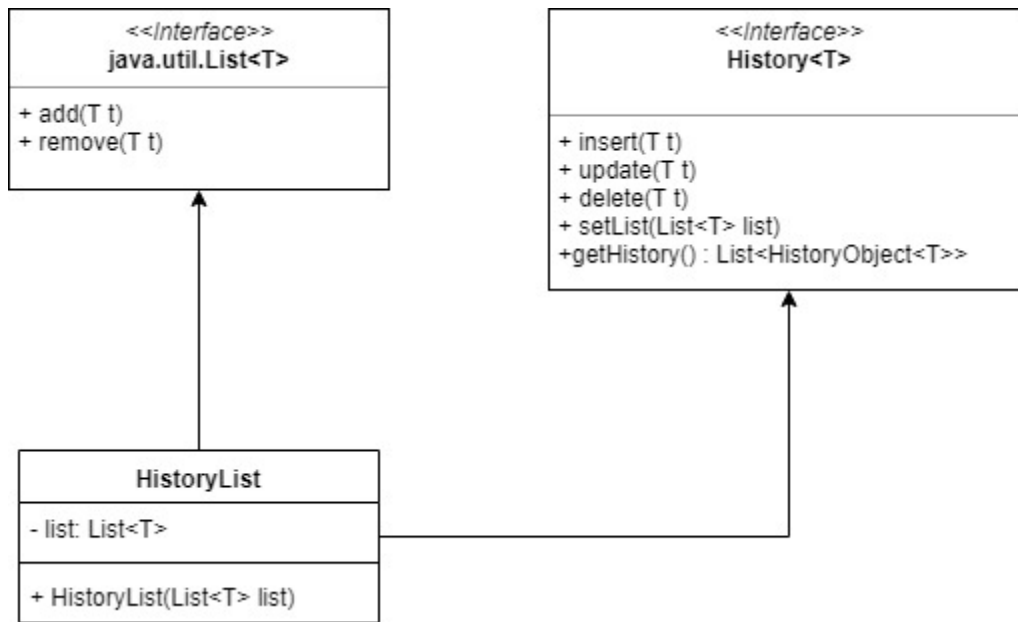 <<Interface>>
java.util.List<T>
+ add(T t)
+ remove(T t)
<<Interface>>
History<T>
+ insert(T t)
+ update(T t)
+ delete(T t)
+ setList(List<T> list)
+getHistory() : List<HistoryObject<T>>
HistoryList
- list: List<T>
+ HistoryList(List<T> list)